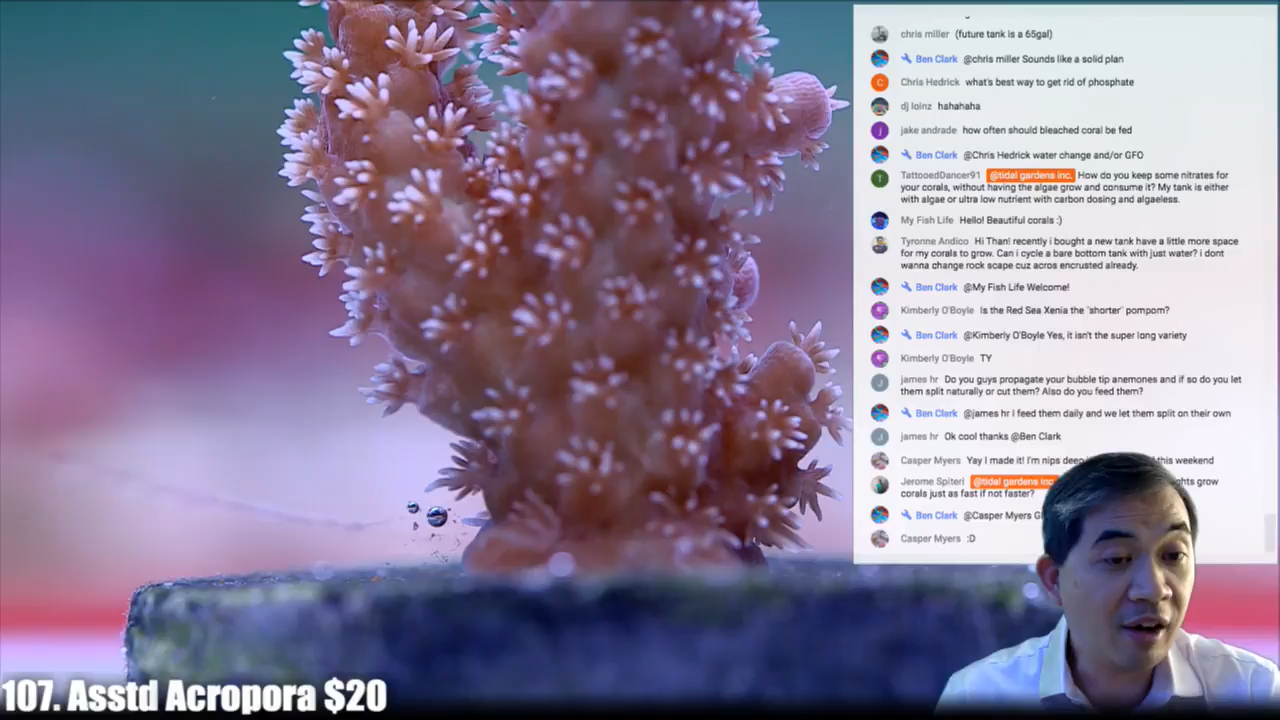 chris miller (future tank is a 65gal)
Ben Clark @chris miller Sounds like a solid plan
Chris Hedrick what's best way to get rid of phosphate
dj loinz hahahaha
jake andrade how often should bleached coral be fed
Ben Clark @Chris Hedrick water change and/or GFO
TattooedDancer91 @tidal gardens inc. How do you keep some nitrates for
your corals, without having the algae grow and consume it? My tank is either
with algae or ultra low nutrient with carbon dosing and algaeless.
My Fish Life Hello! Beautiful corals :)
Tyronne Andico Hi Than! recently i bought a new tank have a little more space
for my corals to grow. Can i cycle a bare bottom tank with just water? i dont
wanna change rock scape cuz acros encrusted already.
Ben Clark @My Fish Life Welcome!
Kimberly O'Boyle Is the Red Sea Xenia the "shorter" pompom?
Ben Clark @Kimberly O'Boyle Yes, it isn't the super long variety
Kimberly O'Boyle TY
james hr Do you guys propagate your bubble tip anemones and if so do you let
them split naturally or cut them? Also do you feed them?
Ben Clark @james hr i feed them daily and we let them split on their own
james hr Ok cool thanks @Ben Clark
Casper Myers Yay I made it! I'm nips deep this weekend
Jerome Spiteri @tidal gardens inc grow
corals just as fast if not faster?
Ben Clark @Casper Myers
Casper Myers :D
107. Asstd Acropora $20